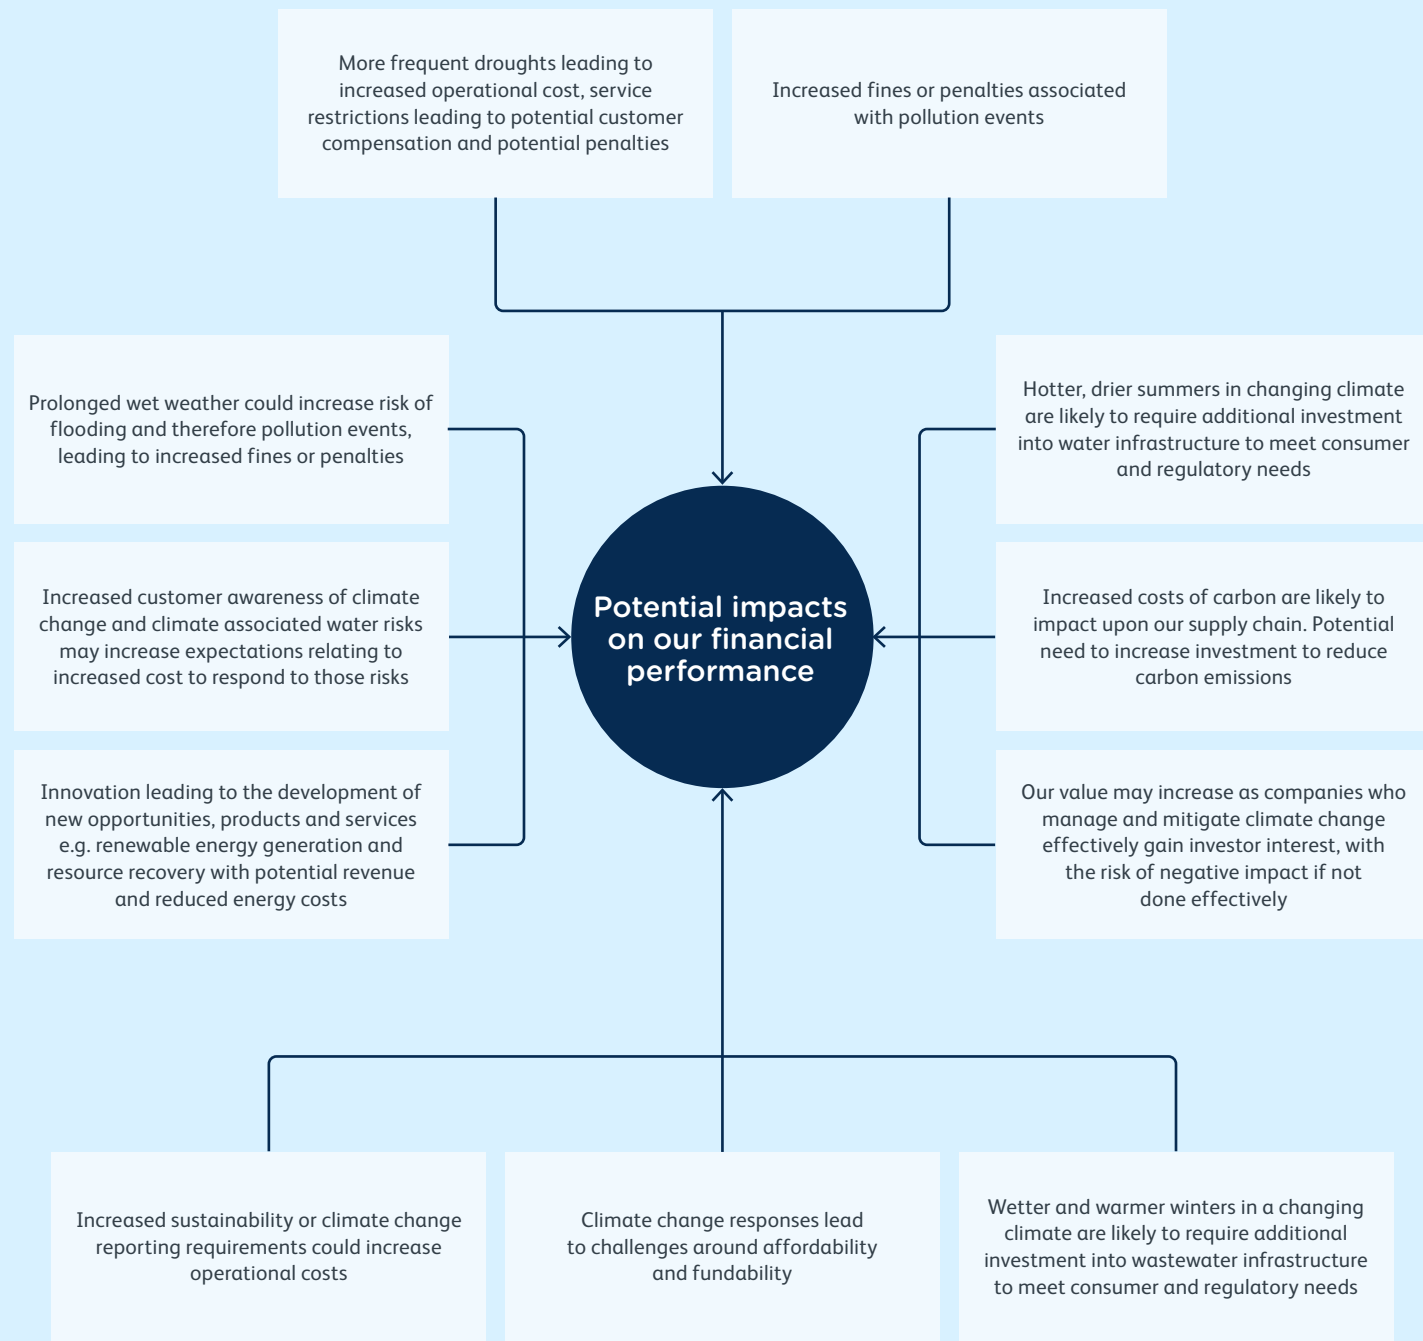 More frequent droughts leading to
increased operational cost, service
restrictions leading to potential customer
compensation and potential penalties
Increased fines or penalties associated
with pollution events
Prolonged wet weather could increase risk of
flooding and therefore pollution events,
leading to increased fines or penalties
Hotter, drier summers in changing climate
are likely to require additional investment
into water infrastructure to meet consumer
and regulatory needs
Increased customer awareness of climate
change and climate associated water risks
may increase expectations relating to
increased cost to respond to those risks
Potential impacts
on our financial
performance
Increased costs of carbon are likely to
impact upon our supply chain. Potential
need to increase investment to reduce
carbon emissions
Innovation leading to the development of
new opportunities, products and services
e.g. renewable energy generation and
resource recovery with potential revenue
and reduced energy costs
Our value may increase as companies who
manage and mitigate climate change
effectively gain investor interest, with
the risk of negative impact if not
done effectively
Increased sustainability or climate change
reporting requirements could increase
operational costs
Climate change responses lead
to challenges around affordability
and fundability
Wetter and warmer winters in a changing
climate are likely to require additional
investment into wastewater infrastructure
to meet consumer and regulatory needs